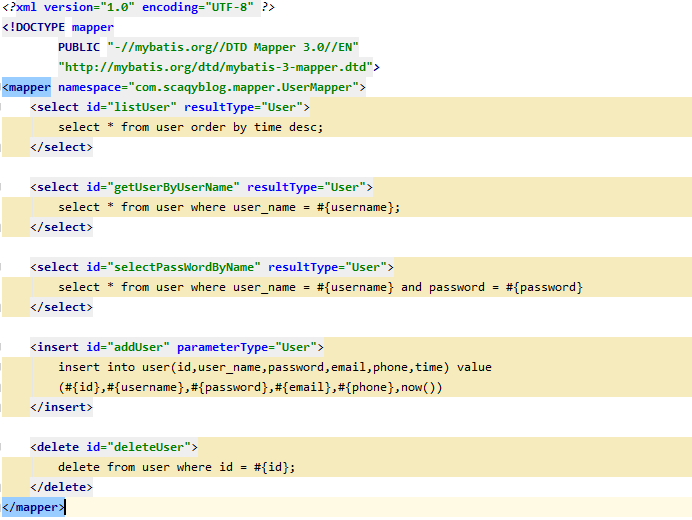 <?xml version="1.0" encoding="UTF-8" ?>
<!DOCTYPE mapper
        PUBLIC "-//mybatis.org//DTD Mapper 3.0//EN"
        "http://mybatis.org/dtd/mybatis-3-mapper.dtd">
<mapper namespace="com.scaqyblog.mapper.UserMapper">
    <select id="listUser" resultType="User">
        select * from user order by time desc;
    </select>

    <select id="getUserByUserName" resultType="User">
        select * from user where user_name = #{username};
    </select>

    <select id="selectPassWordByName" resultType="User">
        select * from user where user_name = #{username} and password = #{password}
    </select>

    <insert id="addUser" parameterType="User">
        insert into user(id,user_name,password,email,phone,time) value
        (#{id},#{username},#{password},#{email},#{phone},now())
    </insert>

    <delete id="deleteUser">
        delete from user where id = #{id};
    </delete>
</mapper>